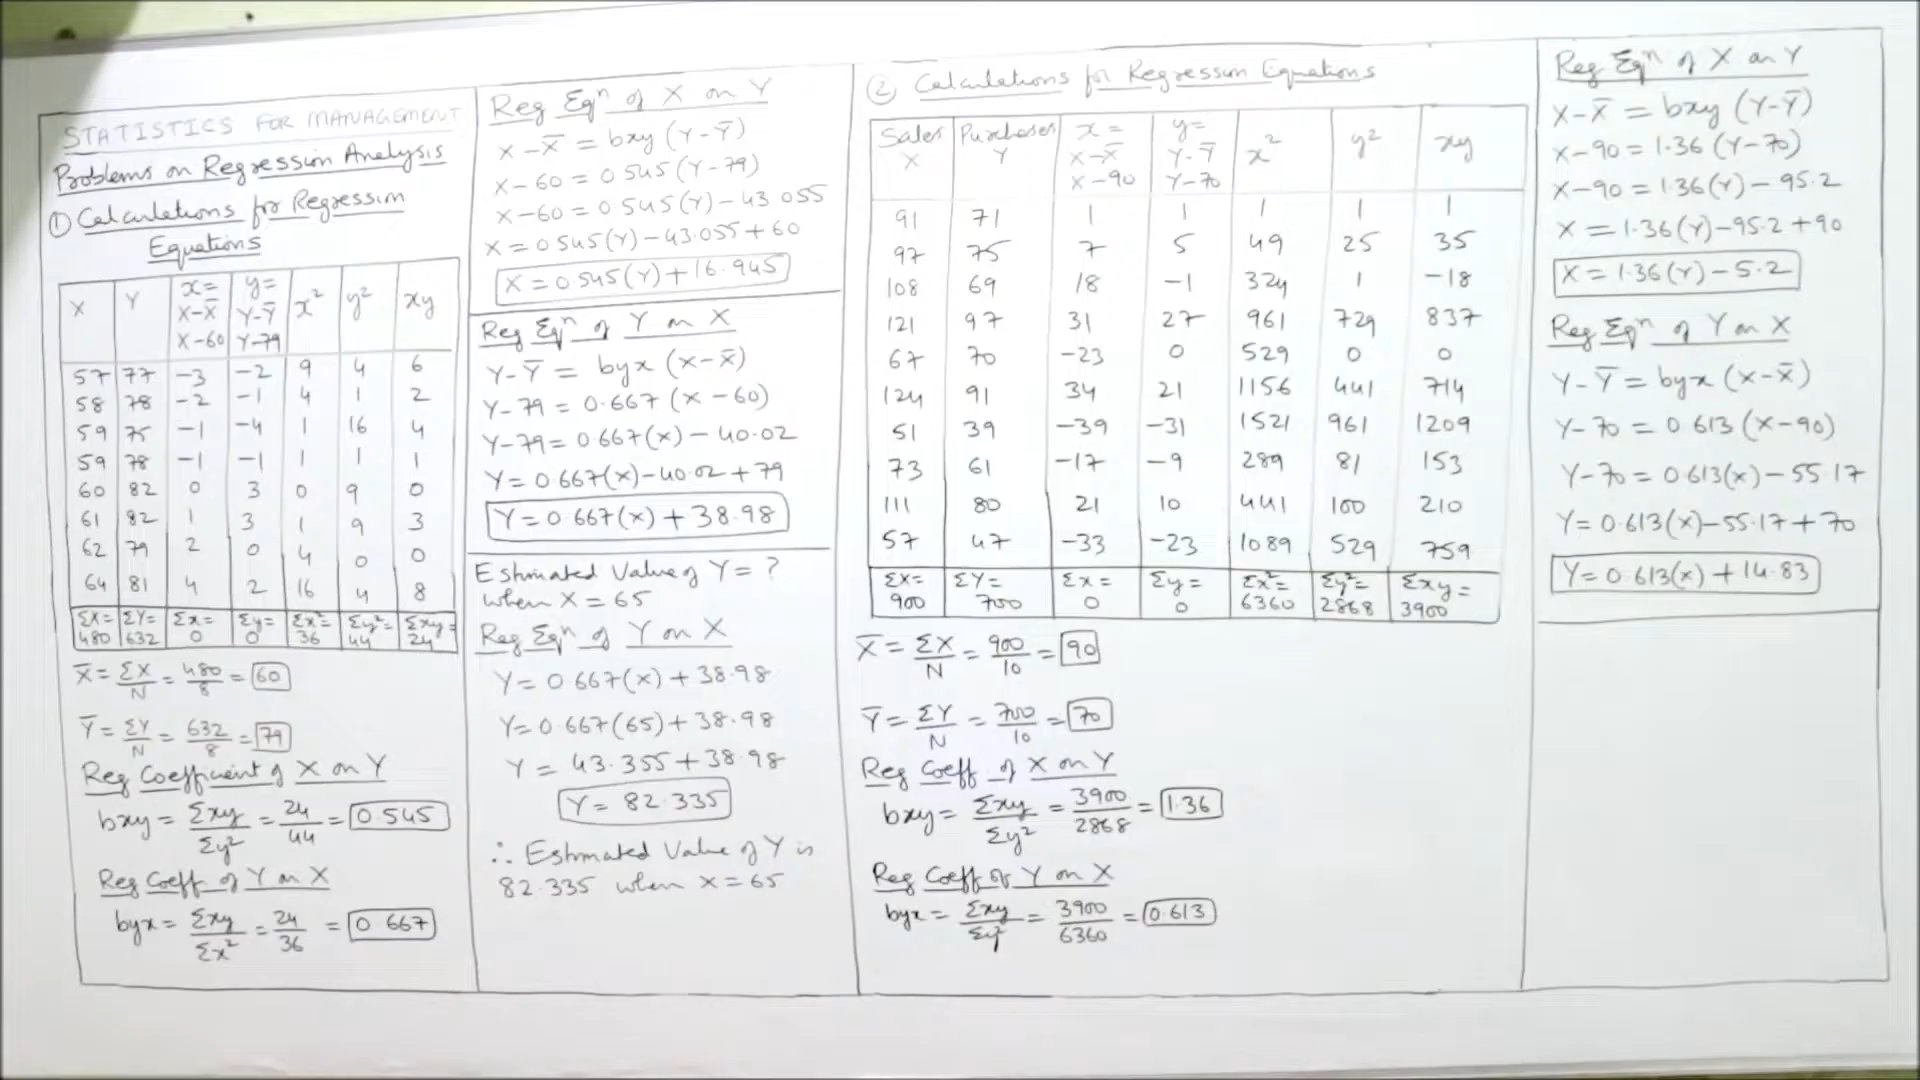 STATISTICS FOR MANAGEMENT
Problems on Regression Analysis
① Calculations for Regression
Equations
X Y x= X-X̄ X-60 y= Y-Ȳ Y-79 x² y² xy
57 77 -3 -2 9 4 6
58 78 -2 -1 4 1 2
59 75 -1 -4 1 16 4
59 78 -1 -1 1 1 1
60 82 0 3 0 9 0
61 82 1 3 1 9 3
62 79 2 0 4 0 0
64 81 4 2 16 4 8
ΣX= 480 ΣY= 632 Σx= 0 Σy= 0 Σx²= 36 Σy²= 44 Σxy= 24
X̄ = ΣX/N = 480/8 = 60
Ȳ = ΣY/N = 632/8 = 79
Reg Coefficient of X on Y
bxy = Σxy/Σy² = 24/44 = 0.545
Reg Coeff of Y on X
byx = Σxy/Σx² = 24/36 = 0.667
Reg Eqⁿ of X on Y
X-X̄ = bxy (Y-Ȳ)
X-60 = 0.545 (Y-79)
X-60 = 0.545(Y)-43.055
X = 0.545(Y)-43.055+60
X = 0.545(Y)+16.945
Reg Eqⁿ of Y on X
Y-Ȳ = byx (X-X̄)
Y-79 = 0.667 (X-60)
Y-79 = 0.667(X)-40.02
Y = 0.667(X)-40.02+79
Y = 0.667(X)+38.98
Estimated Value of Y = ?
when X = 65
Reg Eqⁿ of Y on X
Y = 0.667(X)+38.98
Y = 0.667(65)+38.98
Y = 43.355+38.98
Y = 82.335
∴ Estimated Value of Y is
82.335 when X = 65
② Calculations for Regression Equations
Sales X Purchases Y x= X-X̄ X-90 y= Y-Ȳ Y-70 x² y² xy
91 71 1 1 1 1 1
97 75 7 5 49 25 35
108 69 18 -1 324 1 -18
121 97 31 27 961 729 837
67 70 -23 0 529 0 0
124 91 34 21 1156 441 714
51 39 -39 -31 1521 961 1209
73 61 -17 -9 289 81 153
111 80 21 10 441 100 210
57 47 -33 -23 1089 529 759
ΣX= 900 ΣY= 700 Σx= 0 Σy= 0 Σx²= 6360 Σy²= 2868 Σxy= 3900
X̄ = ΣX/N = 900/10 = 90
Ȳ = ΣY/N = 700/10 = 70
Reg Coeff. of X on Y
bxy = Σxy/Σy² = 3900/2868 = 1.36
Reg Coeff of Y on X
byx = Σxy/Σy² = 3900/6360 = 0.613
Reg Eqⁿ of X on Y
X-X̄ = bxy (Y-Ȳ)
X-90 = 1.36 (Y-70)
X-90 = 1.36(Y)-95.2
X = 1.36(Y)-95.2+90
X = 1.36(Y)-5.2
Reg Eqⁿ of Y on X
Y-Ȳ = byx (X-X̄)
Y-70 = 0.613 (X-90)
Y-70 = 0.613(X)-55.17
Y = 0.613(X)-55.17+70
Y = 0.613(X)+14.83